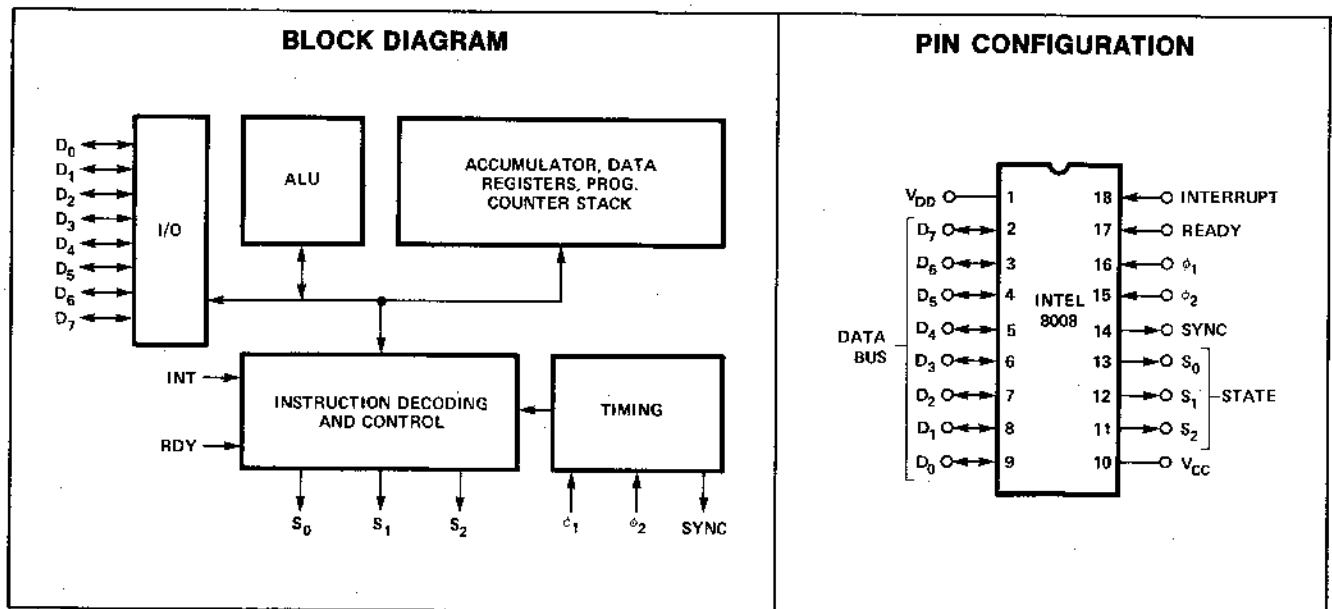 BLOCK DIAGRAM
D₀
D₁
D₂
D₃
D₄
D₅
D₆
D₇
I/O
ALU
ACCUMULATOR, DATA
REGISTERS, PROG.
COUNTER STACK
INT
RDY
INSTRUCTION DECODING
AND CONTROL
TIMING
S₀ S₁ S₂
ϕ₁ ϕ₂ SYNC
PIN CONFIGURATION
V_DD 1 18 INTERRUPT
D₇ 2 17 READY
D₆ 3 16 ϕ₁
D₅ 4 15 ϕ₂
D₄ 5 14 SYNC
D₃ 6 13 S₀
D₂ 7 12 S₁
D₁ 8 11 S₂
D₀ 9 10 V_CC
INTEL
8008
DATA
BUS
STATE